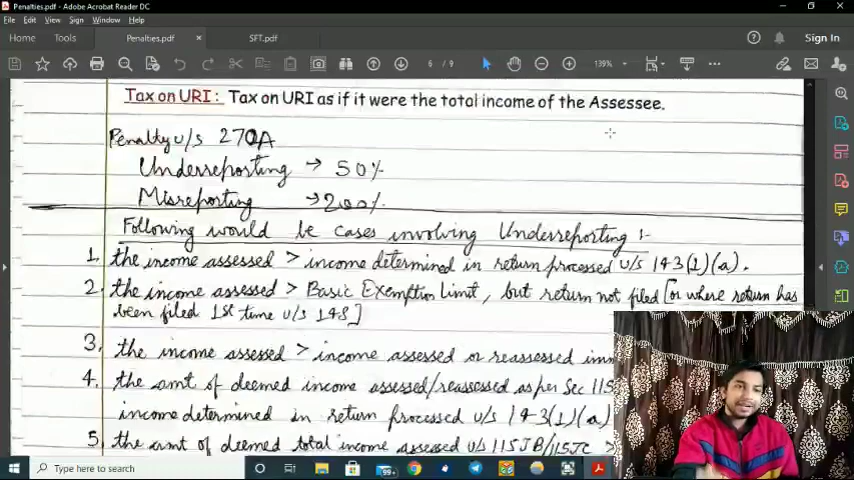 Penalties.pdf - Adobe Acrobat Reader DC
File Edit View Sign Window Help
Home Tools Penalties.pdf × SFT.pdf Sign In
6 / 9 139%
Tax on URI: Tax on URI as if it were the total income of the Assessee.
Penalty u/s 270A
Underreporting → 50%
Misreporting → 200%
Following would be cases involving Underreporting :-
1. the income assessed > income determined in return processed u/s 143(1)(a).
2. the income assessed > Basic Exemption Limit, but return not filed [or where return has
been filed 1st time u/s 148]
3. the income assessed > income assessed or reassessed imm
4. the amt of deemed income assessed/reassessed as per Sec 115
income determined in return processed u/s 143(1)(a)
5. the amt of deemed total income assessed u/s 115JB/115JC >
Type here to search
99+